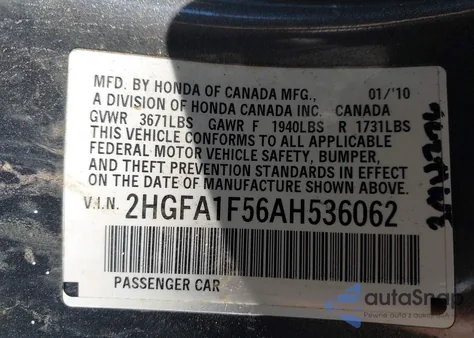 MFD. BY HONDA OF CANADA MFG., 01/'10
A DIVISION OF HONDA CANADA INC. CANADA
GVWR 3671LBS GAWR F 1940LBS R 1731LBS
THIS VEHICLE CONFORMS TO ALL APPLICABLE
FEDERAL MOTOR VEHICLE SAFETY, BUMPER,
AND THEFT PREVENTION STANDARDS IN EFFECT
ON THE DATE OF MANUFACTURE SHOWN ABOVE.
V.I.N. 2HGFA1F56AH536062
PASSENGER CAR
autoSnap